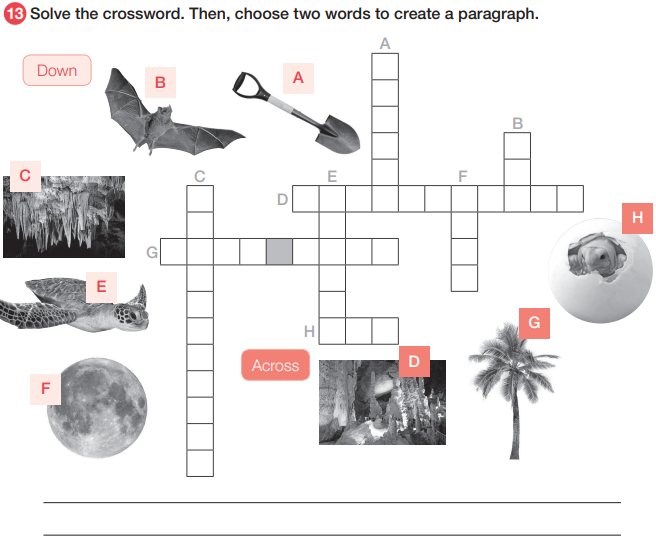 13 Solve the crossword. Then, choose two words to create a paragraph.
Down
B
A
A
B
C
C
E
F
D
H
G
E
G
H
Across
D
F